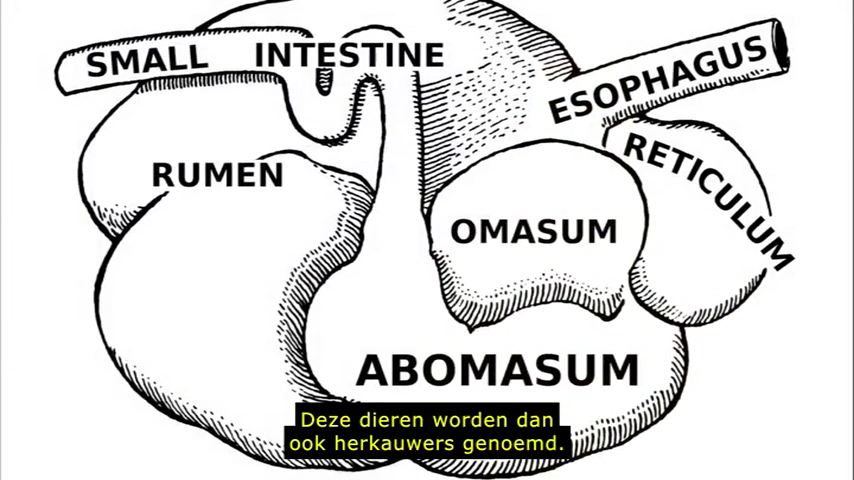 SMALL INTESTINE
ESOPHAGUS
RETICULUM
RUMEN
OMASUM
ABOMASUM
Deze dieren worden dan
ook herkauwers genoemd.